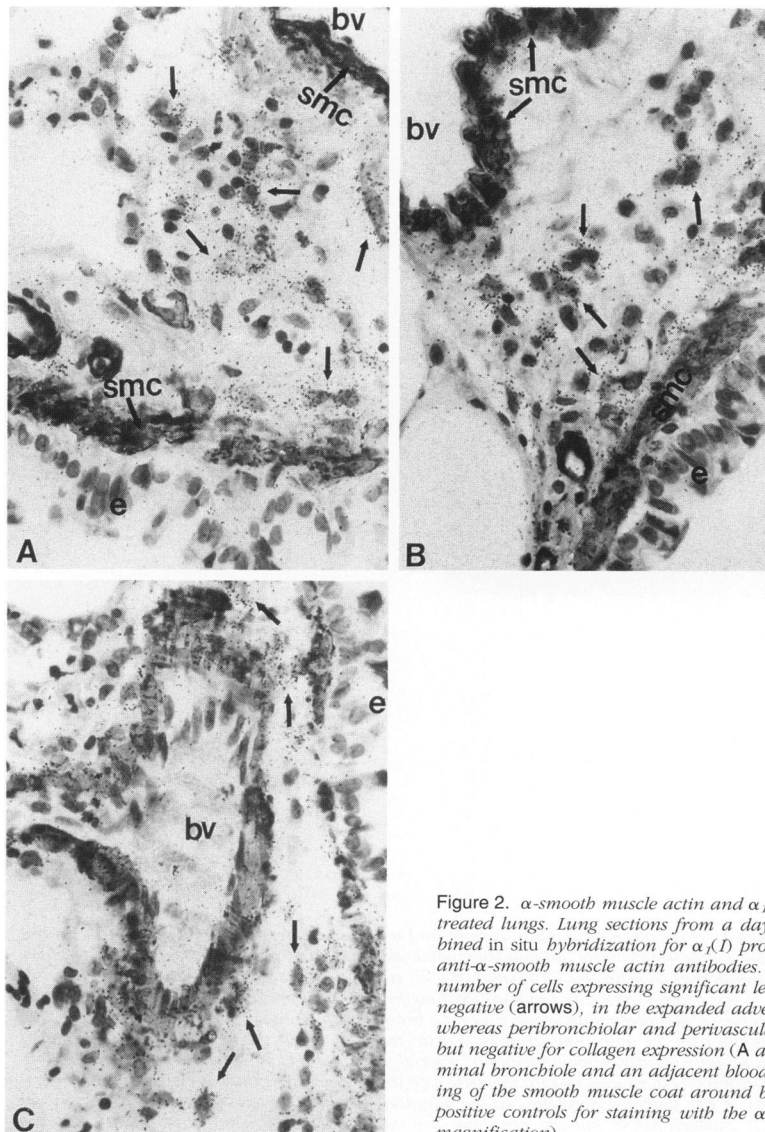 bv
smc
smc
e
A
smc
bv
smc
e
B
e
bv
C
Figure 2. α-smooth muscle actin and α
treated lungs. Lung sections from a day
bined in situ hybridization for α1(I) pro
anti-α-smooth muscle actin antibodies.
number of cells expressing significant le
negative (arrows), in the expanded adve
whereas peribronchiolar and perivascula
but negative for collagen expression (A a
minal bronchiole and an adjacent blood
ing of the smooth muscle coat around b
positive controls for staining with the α